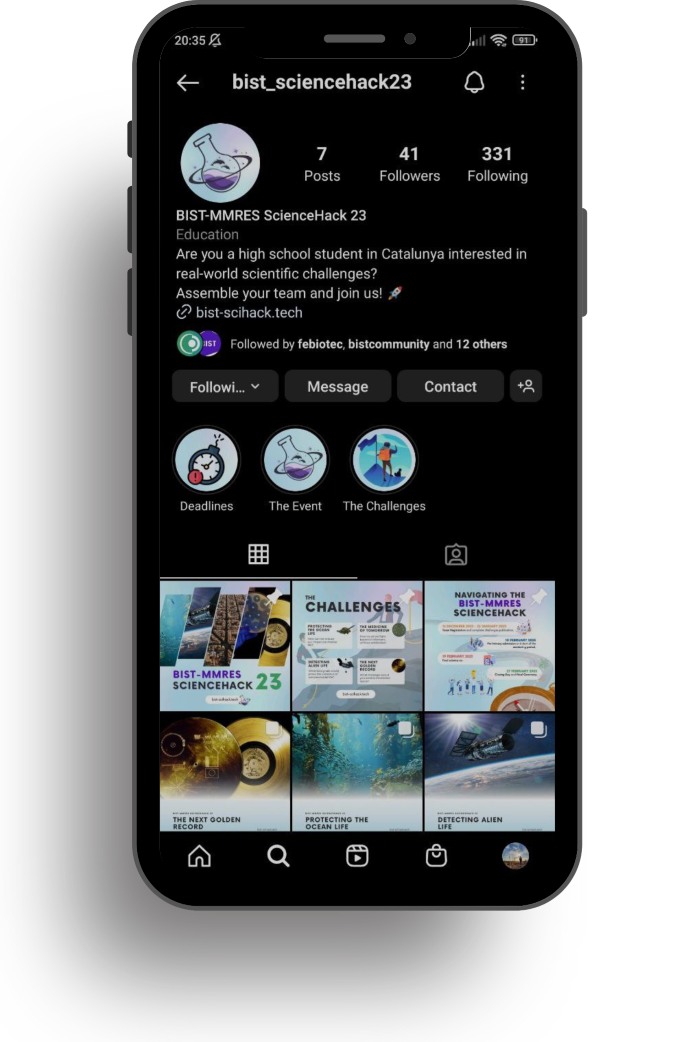 20:35
91
bist_sciencehack23
7
41
331
Posts
Followers
Following
BIST-MMRES ScienceHack 23
Education
Are you a high school student in Catalunya interested in
real-world scientific challenges?
Assemble your team and join us! 🚀
bist-scihack.tech
BIST
Followed by febiotec, bistcommunity and 12 others
Followi...
Message
Contact
Deadlines
The Event
The Challenges
BIST-MMRES
SCIENCEHACK 23
THE
CHALLENGES
PROTECTING
THE OCEAN
LIFE
THE MEDICINE
OF TOMORROW
DETECTING
ALIEN LIFE
THE NEXT
GOLDEN
RECORD
NAVIGATING THE
BIST-MMRES
SCIENCEHACK
THE NEXT GOLDEN
RECORD
PROTECTING THE
OCEAN LIFE
DETECTING ALIEN
LIFE